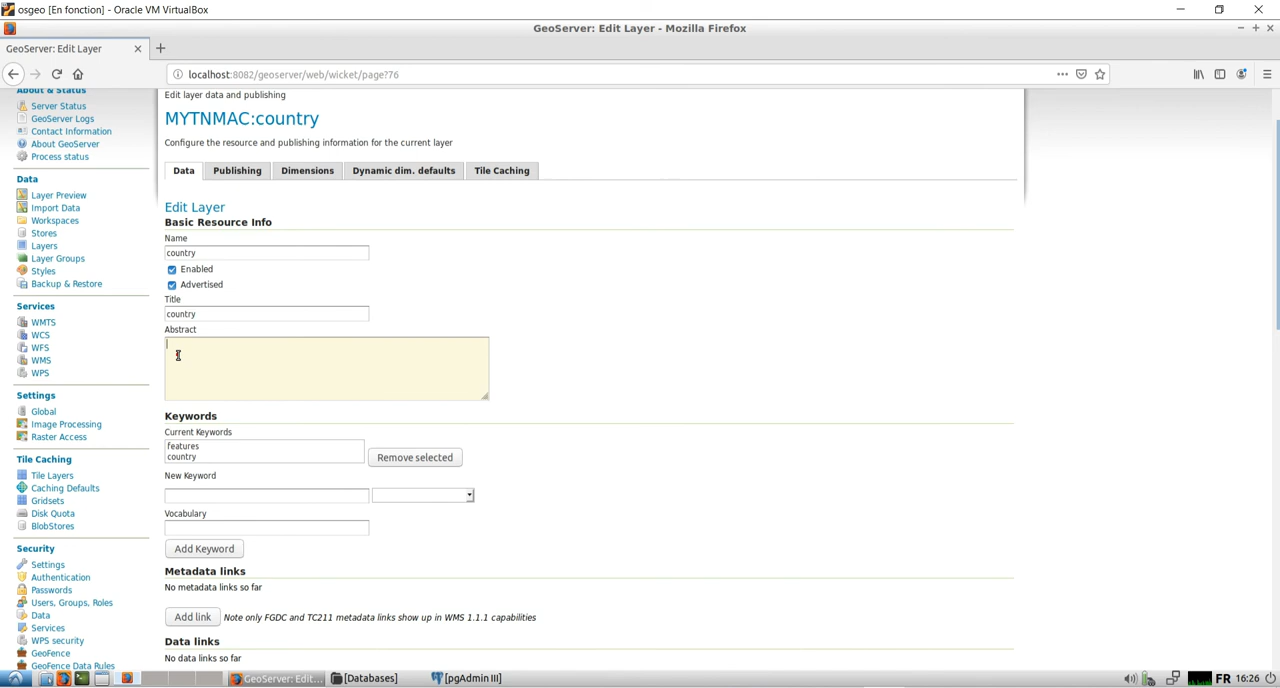 osgeo [En fonction] - Oracle VM VirtualBox
GeoServer: Edit Layer - Mozilla Firefox
GeoServer: Edit Layer
localhost:8082/geoserver/web/wicket/page?76
About & Status
Server Status
GeoServer Logs
Contact Information
About GeoServer
Process status
Data
Layer Preview
Import Data
Workspaces
Stores
Layers
Layer Groups
Styles
Backup & Restore
Services
WMTS
WCS
WFS
WMS
WPS
Settings
Global
Image Processing
Raster Access
Tile Caching
Tile Layers
Caching Defaults
Gridsets
Disk Quota
BlobStores
Security
Settings
Authentication
Passwords
Users, Groups, Roles
Data
Services
WPS security
GeoFence
GeoFence Data Rules
Edit layer data and publishing
MYTNMAC:country
Configure the resource and publishing information for the current layer
Data Publishing Dimensions Dynamic dim. defaults Tile Caching
Edit Layer
Basic Resource Info
Name
country
Enabled
Advertised
Title
country
Abstract
Keywords
Current Keywords
features
country
Remove selected
New Keyword
Vocabulary
Add Keyword
Metadata links
No metadata links so far
Add link Note only FGDC and TC211 metadata links show up in WMS 1.1.1 capabilities
Data links
No data links so far
GeoServer: Edit... [Databases] [pgAdmin III] FR 16:26